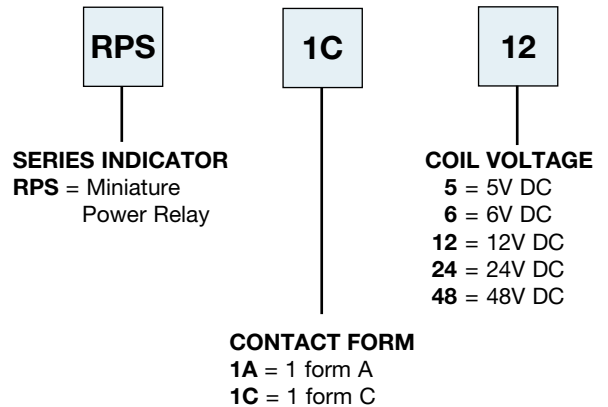 RPS 1C 12
SERIES INDICATOR
RPS = Miniature
Power Relay
COIL VOLTAGE
5 = 5V DC
6 = 6V DC
12 = 12V DC
24 = 24V DC
48 = 48V DC
CONTACT FORM
1A = 1 form A
1C = 1 form C